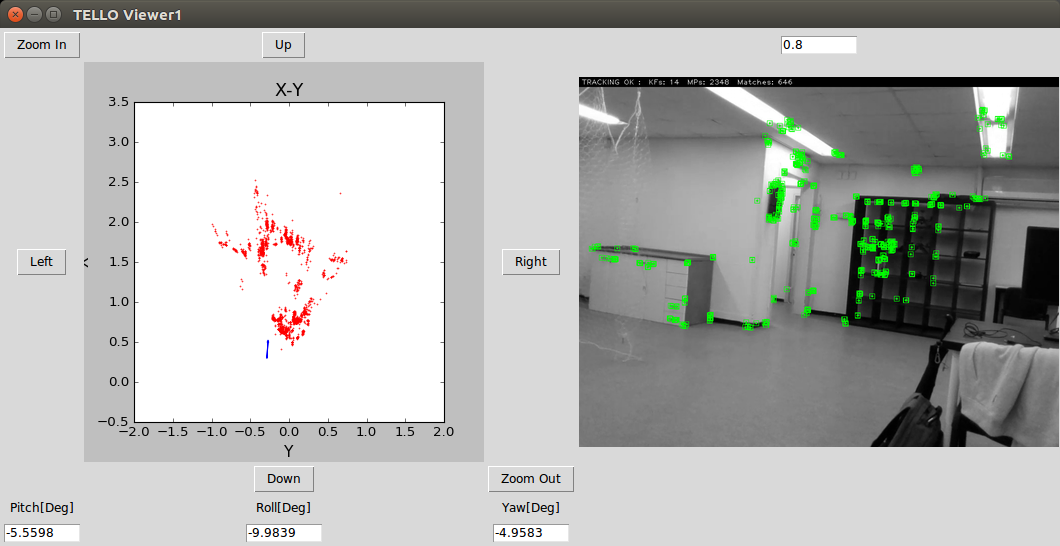 TELLO Viewer1
Zoom In
Up
0.8
X-Y
3.5
3.0
2.5
2.0
1.5
1.0
0.5
0.0
−0.5
−2.0 −1.5 −1.0 −0.5 0.0 0.5 1.0 1.5 2.0
Y
Left
Right
TRACKING OK : KFs: 14 MPs: 2348 Matches: 646
Down
Zoom Out
Pitch[Deg]
Roll[Deg]
Yaw[Deg]
-5.5598
-9.9839
-4.9583